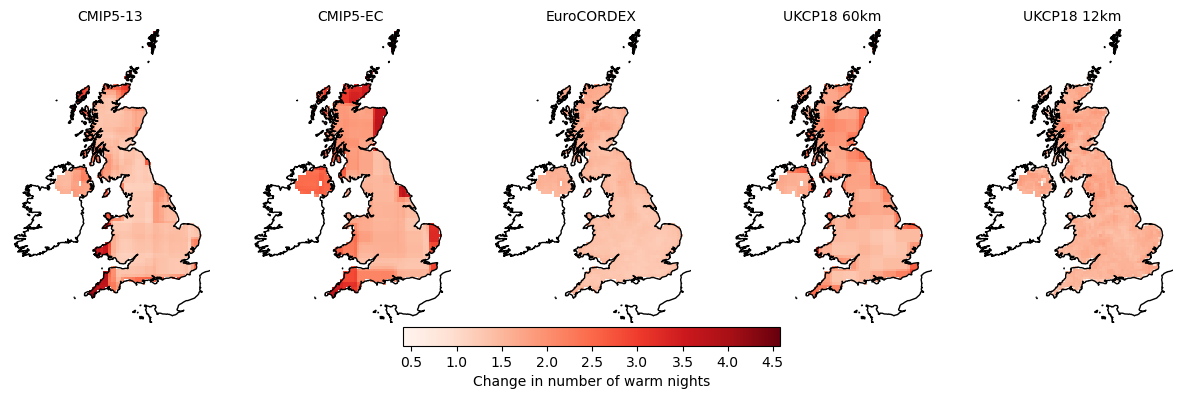 CMIP5-13 CMIP5-EC EuroCORDEX UKCP18 60km UKCP18 12km
0.5 1.0 1.5 2.0 2.5 3.0 3.5 4.0 4.5
Change in number of warm nights